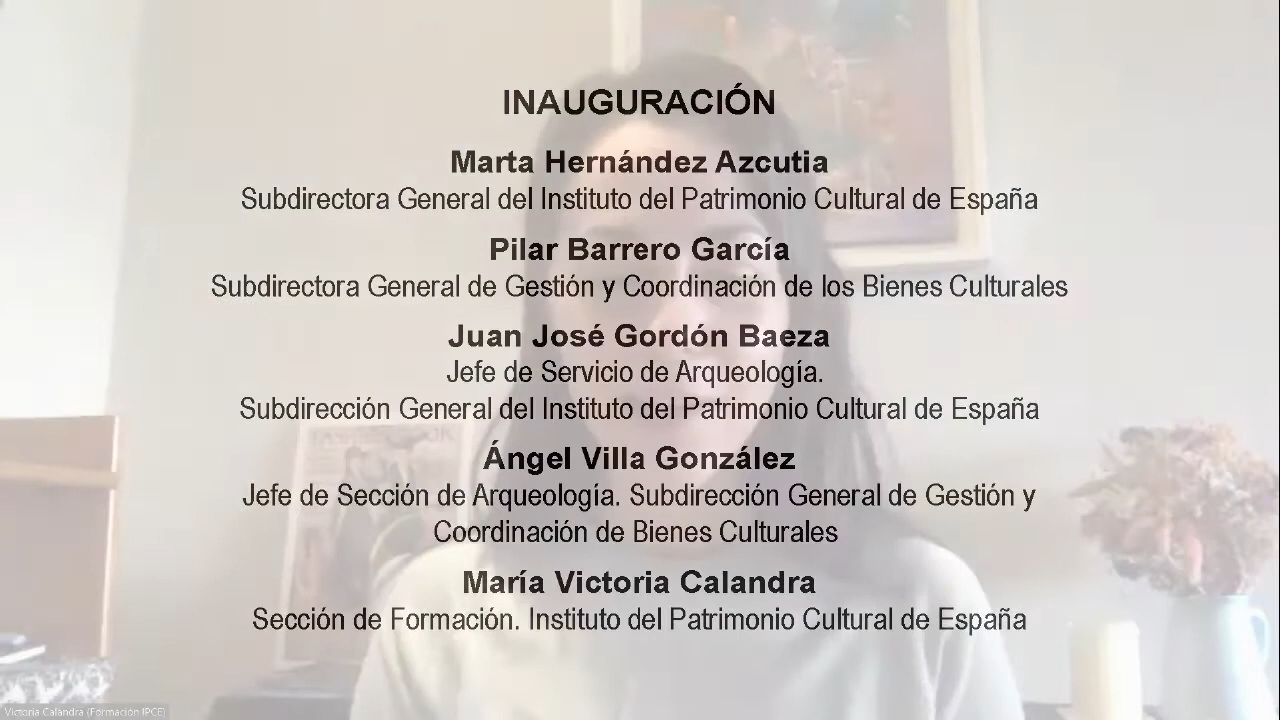 INAUGURACIÓN
Marta Hernández Azcutia
Subdirectora General del Instituto del Patrimonio Cultural de España
Pilar Barrero García
Subdirectora General de Gestión y Coordinación de los Bienes Culturales
Juan José Gordón Baeza
Jefe de Servicio de Arqueología.
Subdirección General del Instituto del Patrimonio Cultural de España
Ángel Villa González
Jefe de Sección de Arqueología. Subdirección General de Gestión y
Coordinación de Bienes Culturales
María Victoria Calandra
Sección de Formación. Instituto del Patrimonio Cultural de España
Victoria Calandra (Formación IPCE)